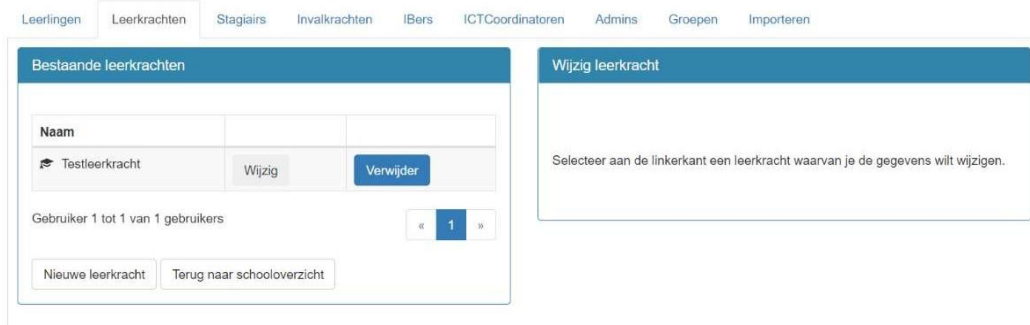 Leerlingen Leerkrachten Stagiairs Invalkrachten IBers ICTCoordinatoren Admins Groepen Importeren
Bestaande leerkrachten
Naam
Testleerkracht Wijzig Verwijder
Gebruiker 1 tot 1 van 1 gebruikers « 1 »
Nieuwe leerkracht Terug naar schooloverzicht
Wijzig leerkracht
Selecteer aan de linkerkant een leerkracht waarvan je de gegevens wilt wijzigen.